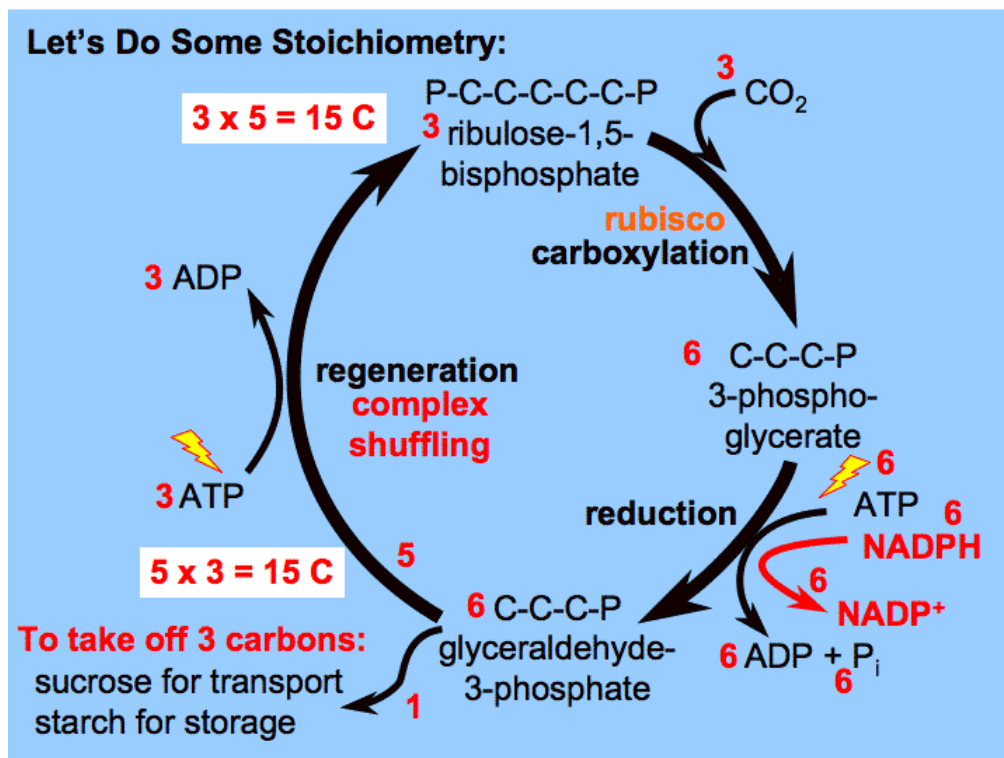 Let's Do Some Stoichiometry:
3 x 5 = 15 C
P-C-C-C-C-C-P
3 ribulose-1,5-
bisphosphate
3
CO2
rubisco
carboxylation
6 C-C-C-P
3-phospho-
glycerate
6
ATP
6
NADPH
6
NADP+
6 ADP + Pi
6
reduction
6 C-C-C-P
glyceraldehyde-
3-phosphate
5
1
To take off 3 carbons:
sucrose for transport
starch for storage
5 x 3 = 15 C
3 ATP
3 ADP
regeneration
complex
shuffling